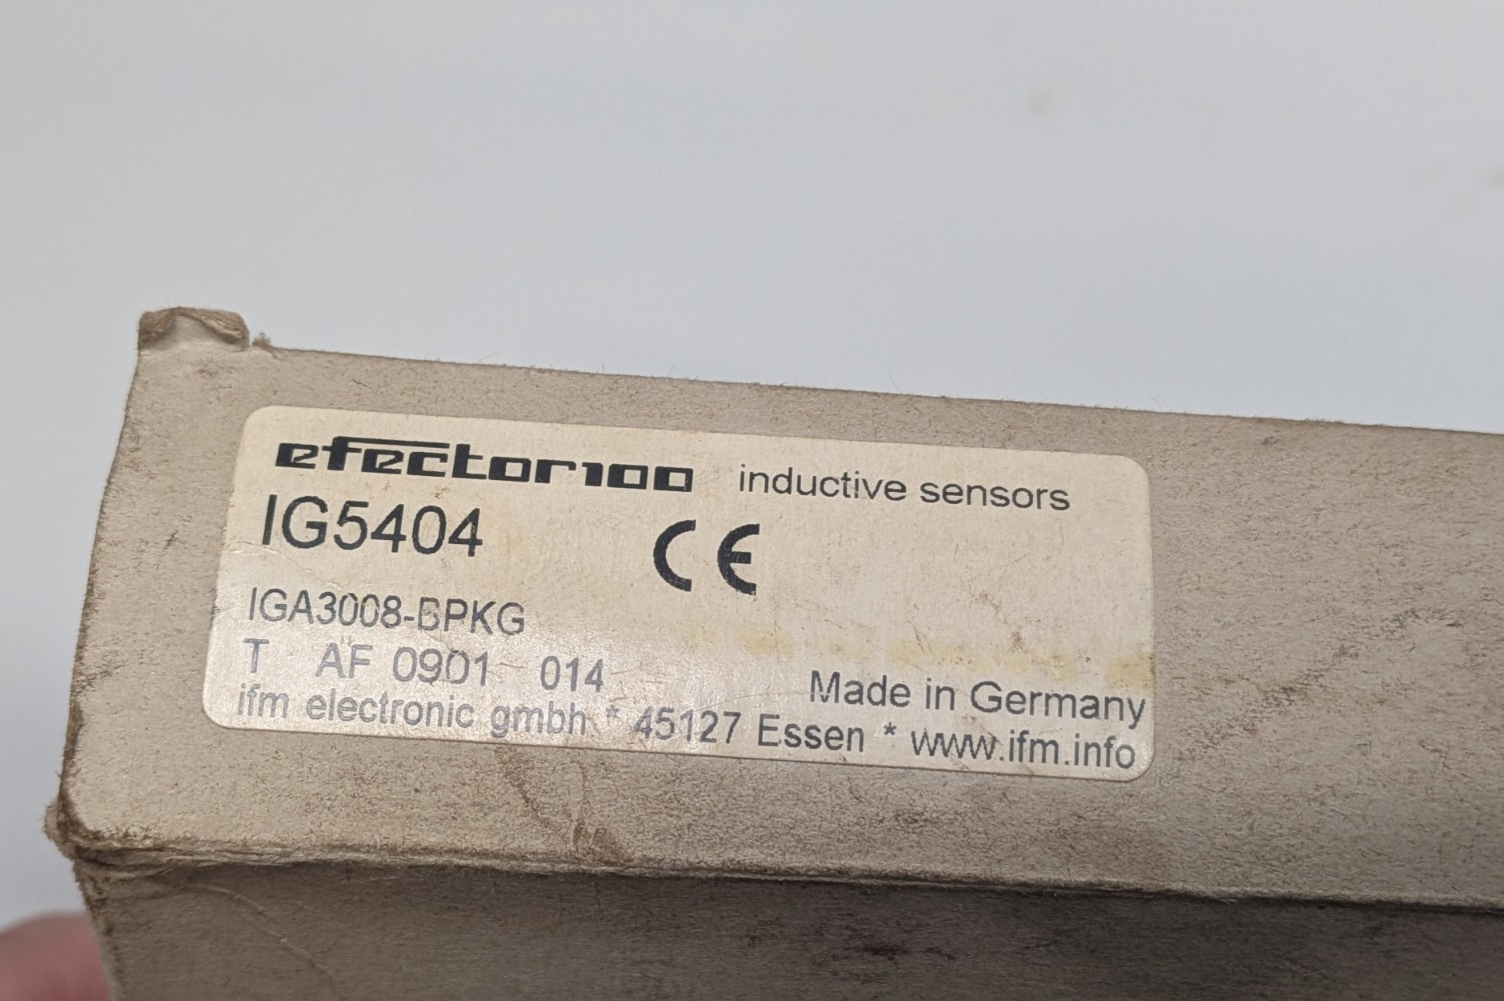 efector100 inductive sensors
IG5404 CE
IGA3008-BPKG
T AF 0901 014
Made in Germany
ifm electronic gmbh * 45127 Essen * www.ifm.info